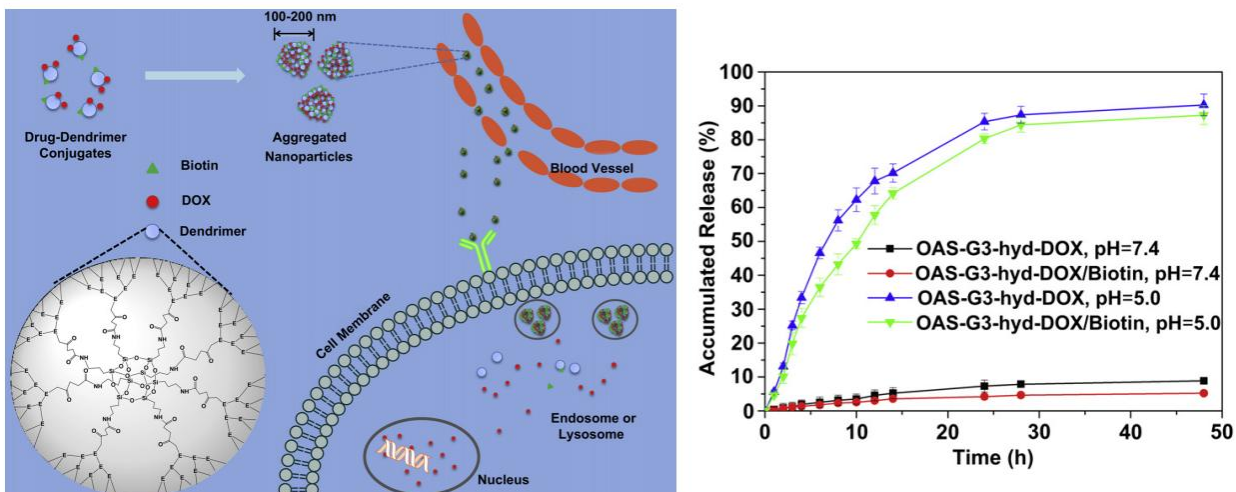 100-200 nm
Drug-Dendrimer
Conjugates
Aggregated
Nanoparticles
Blood Vessel
Biotin
DOX
Dendrimer
Cell Membrane
Endosome or
Lysosome
Nucleus
Accumulated Release (%)
100
90
80
70
60
50
40
30
20
10
0
OAS-G3-hyd-DOX, pH=7.4
OAS-G3-hyd-DOX/Biotin, pH=7.4
OAS-G3-hyd-DOX, pH=5.0
OAS-G3-hyd-DOX/Biotin, pH=5.0
0 10 20 30 40 50
Time (h)